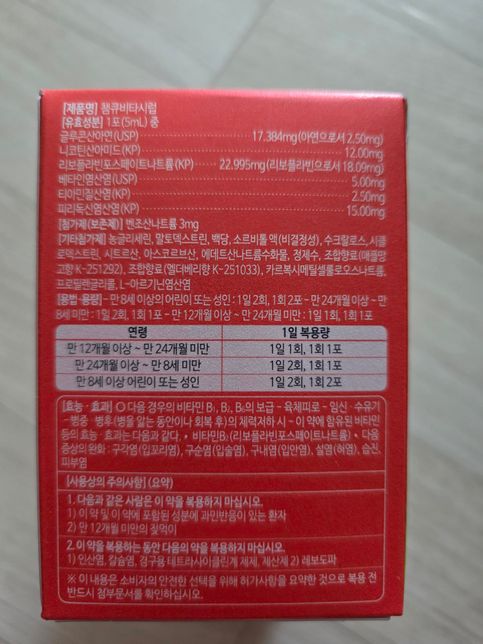 [제품명] 챔큐비타시럽
[유효성분] 1포(5mL) 중
글루콘산아연(USP) 17.384mg(아연으로서 2.50mg)
니코틴산아미드(KP) 12.00mg
리보플라빈포스페이트나트륨(KP) 22.995mg(리보플라빈으로서 18.09mg)
베타인염산염(USP) 5.00mg
티아민질산염(KP) 2.50mg
피리독신염산염(KP) 15.00mg
[첨가제(보존제)] 벤조산나트륨 3mg
[기타첨가제] 농글리세린, 말토덱스트린, 백당, 소르비톨 액(비결정성), 수크랄로스, 시클
로덱스트린, 시트르산, 아스코르브산, 에데트산나트륨수화물, 정제수, 조합향료(애플망
고향 K-251292), 조합향료(엘더베리향 K-251033), 카르복시메틸셀룰로오스나트륨,
프로필렌글리콜, L-아르기닌염산염
[용법·용량] - 만 8세 이상의 어린이 또는 성인 : 1일 2회, 1회 2포 - 만 24개월 이상 ~ 만
8세 미만 : 1일 2회, 1회 1포 - 만 12개월 이상 ~ 만 24개월 미만 : 1일 1회, 1회 1포
연령 1일 복용량
만 12개월 이상 ~ 만 24개월 미만 1일 1회, 1회 1포
만 24개월 이상 ~ 만 8세 미만 1일 2회, 1회 1포
만 8세 이상 어린이 또는 성인 1일 2회, 1회 2포
[효능·효과] ○ 다음 경우의 비타민 B₁, B₂, B₆의 보급 - 육체피로 - 임신·수유기
- 병중·병후(병을 앓는 동안이나 회복 후)의 체력저하 시 - 이 약에 함유된 비타민
등의 효능·효과는 다음과 같다. • 비타민B₂(리보플라빈포스페이트나트륨) • 다음
증상의 완화 : 구각염(입꼬리염), 구순염(입술염), 구내염(입안염), 설염(혀염), 습진,
피부염
[사용상의 주의사항] (요약)
1. 다음과 같은 사람은 이 약을 복용하지 마십시오.
1) 이 약 및 이 약에 포함된 성분에 과민반응이 있는 환자
2) 만 12개월 미만의 젖먹이
2. 이 약을 복용하는 동안 다음의 약을 복용하지 마십시오.
1) 인산염, 칼슘염, 경구용 테트라사이클린계 제제, 제산제 2) 레보도파
※ 이 내용은 소비자의 안전한 선택을 위해 허가사항을 요약한 것으로 복용 전
반드시 첨부문서를 확인하십시오.